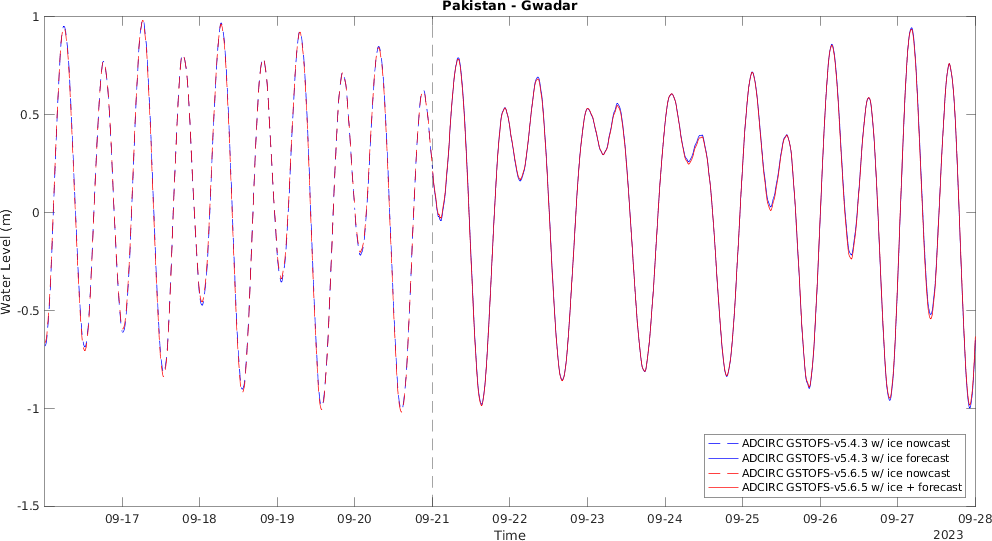 Pakistan - Gwadar
1
0.5
0
-0.5
-1
-1.5
Water Level (m)
09-17 09-18 09-19 09-20 09-21 09-22 09-23 09-24 09-25 09-26 09-27 09-28
Time
2023
ADCIRC GSTOFS-v5.4.3 w/ ice nowcast
ADCIRC GSTOFS-v5.4.3 w/ ice forecast
ADCIRC GSTOFS-v5.6.5 w/ ice nowcast
ADCIRC GSTOFS-v5.6.5 w/ ice + forecast